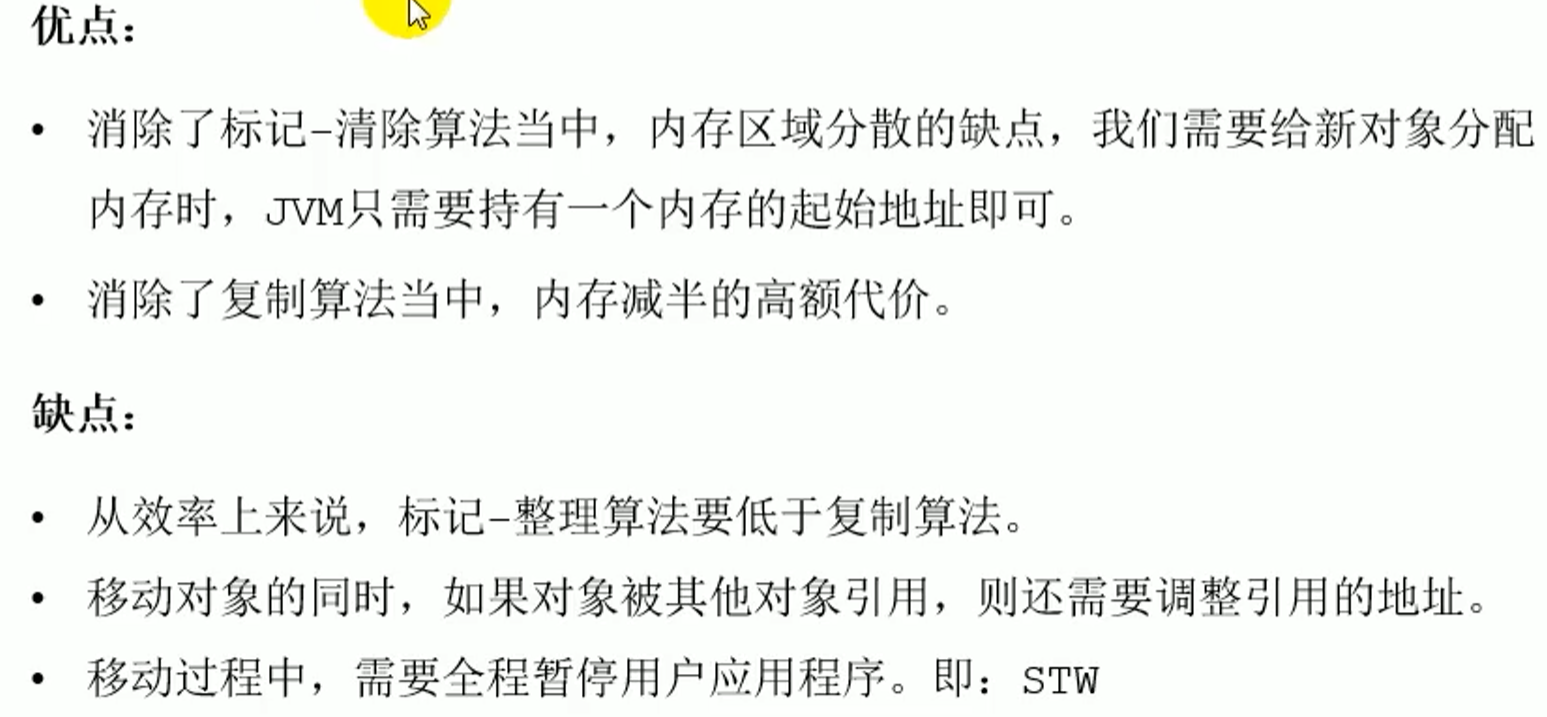 优点：
• 消除了标记-清除算法当中，内存区域分散的缺点，我们需要给新对象分配
内存时，JVM只需要持有一个内存的起始地址即可。
• 消除了复制算法当中，内存减半的高额代价。
缺点：
• 从效率上来说，标记-整理算法要低于复制算法。
• 移动对象的同时，如果对象被其他对象引用，则还需要调整引用的地址。
• 移动过程中，需要全程暂停用户应用程序。即：STW